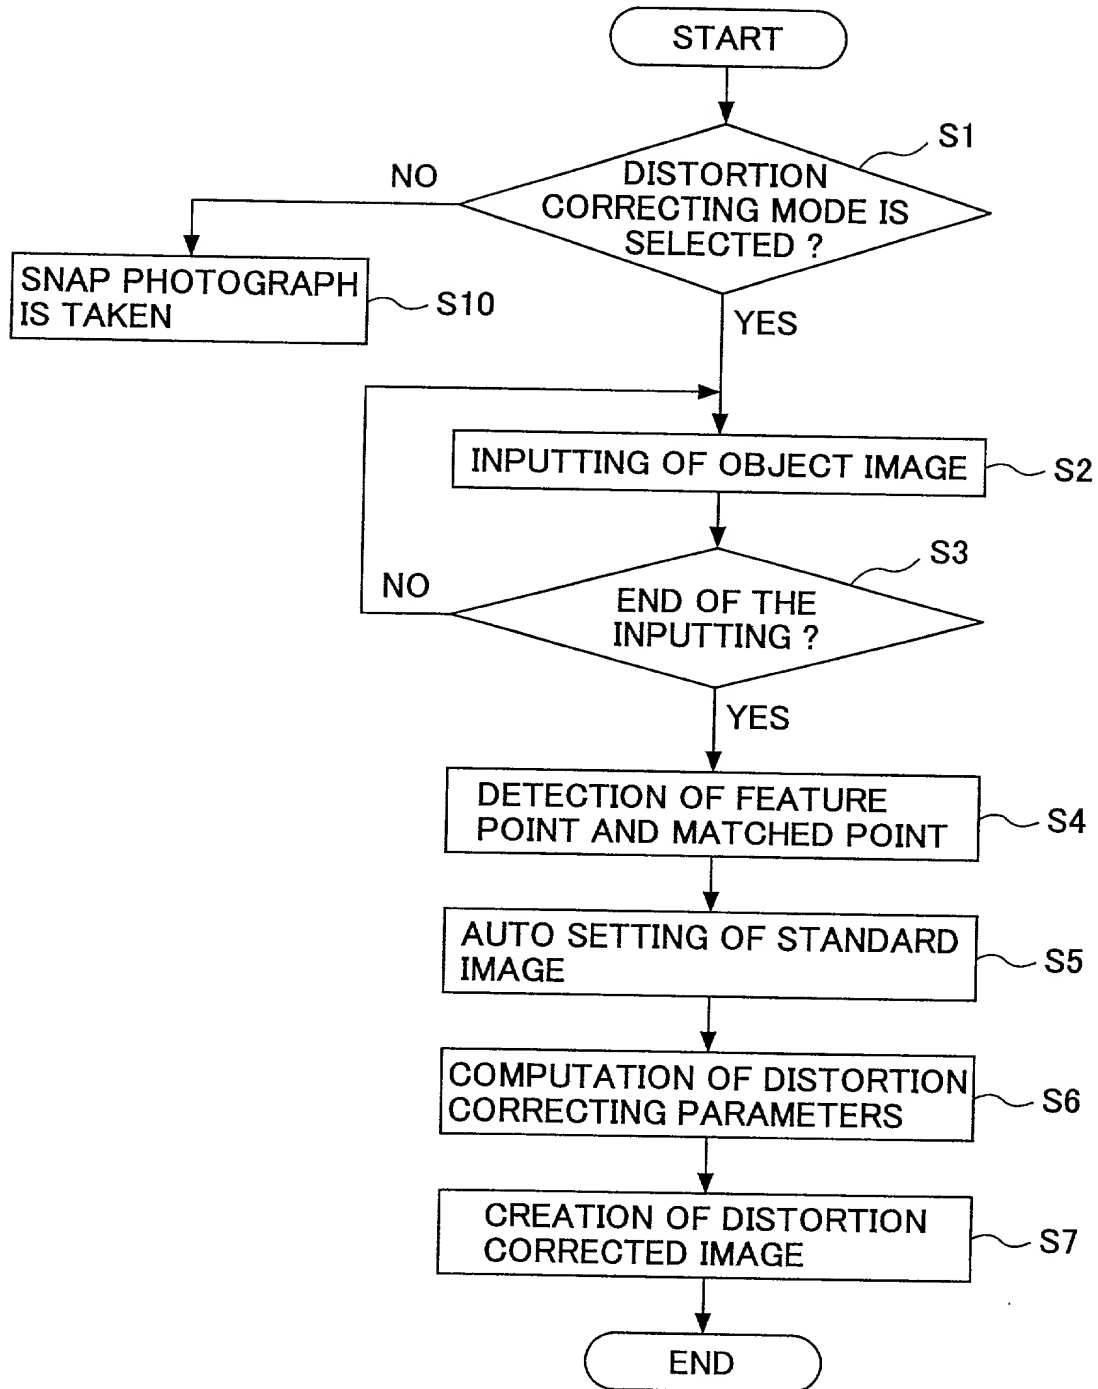 START
S1
NO
DISTORTION
CORRECTING MODE IS
SELECTED ?
SNAP PHOTOGRAPH
IS TAKEN
S10
YES
INPUTTING OF OBJECT IMAGE
S2
S3
NO
END OF THE
INPUTTING ?
YES
DETECTION OF FEATURE
POINT AND MATCHED POINT
S4
AUTO SETTING OF STANDARD
IMAGE
S5
COMPUTATION OF DISTORTION
CORRECTING PARAMETERS
S6
CREATION OF DISTORTION
CORRECTED IMAGE
S7
END